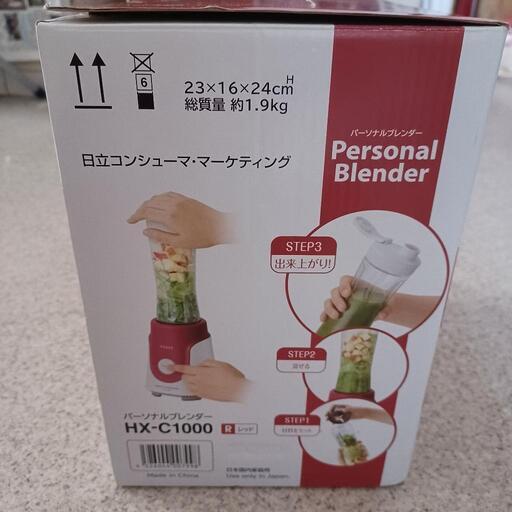 6
23×16×24cm
H
総質量 約1.9kg
日立コンシューマ・マーケティング
パーソナルブレンダー
Personal
Blender
STEP3
出来上がり!
STEP2
混ぜる
STEP1
パーソナルブレンダー
HX-C1000
R レッド
Made in China
日本国内家庭用
Use only in Japan.